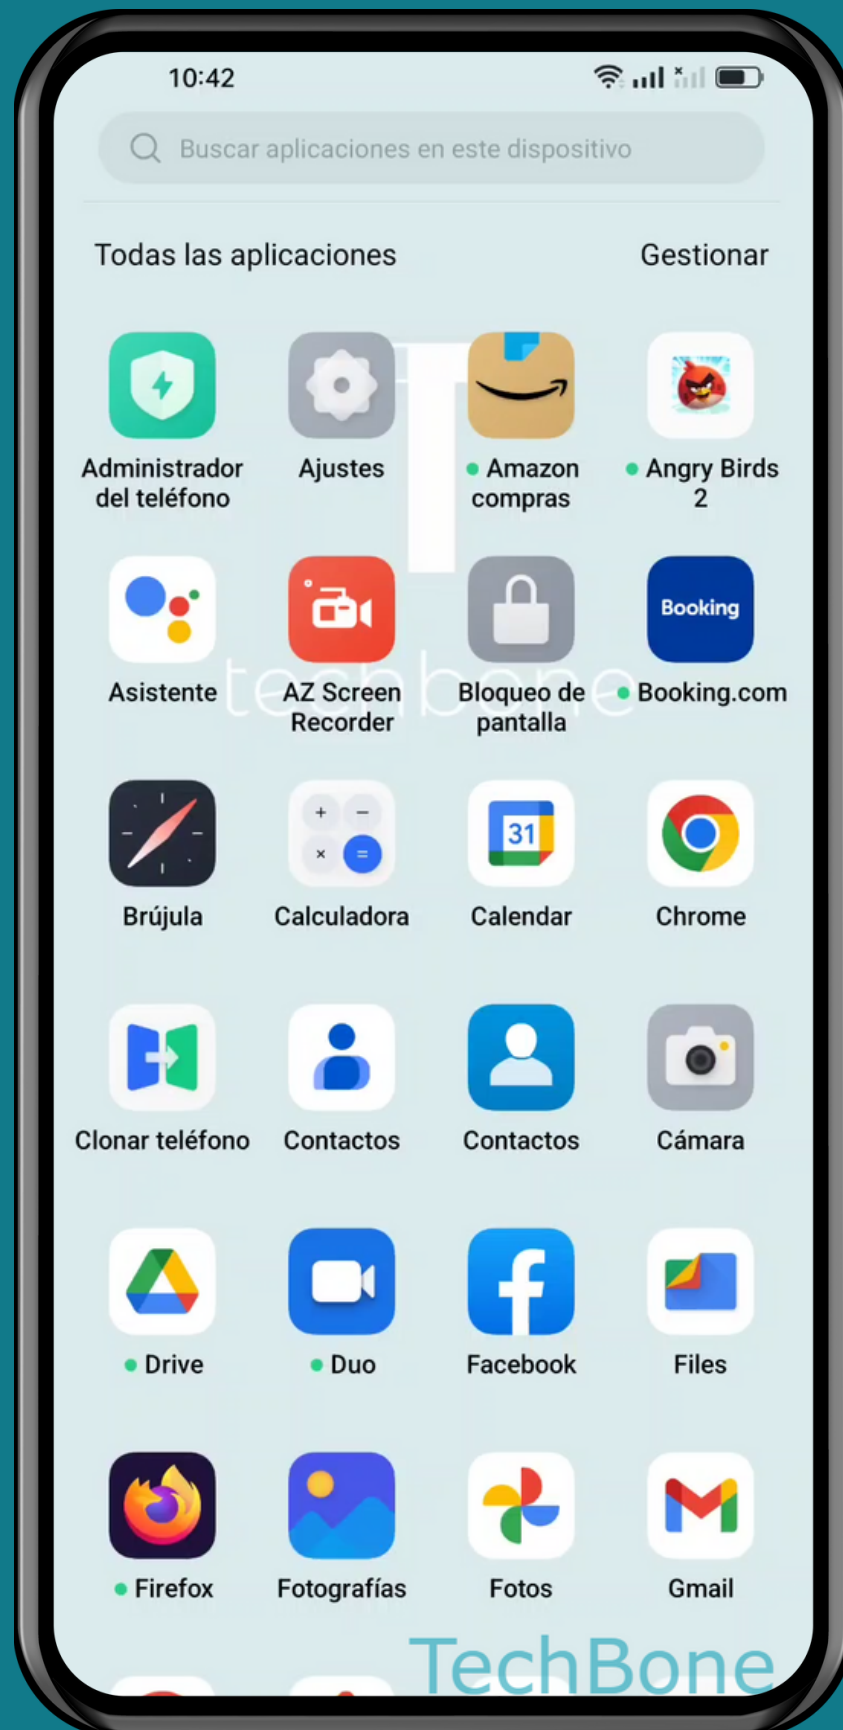 10:42
Buscar aplicaciones en este dispositivo
Todas las aplicaciones Gestionar
Administrador
del teléfono
Ajustes
Amazon
compras
Angry Birds
2
Booking
Asistente
AZ Screen
Recorder
Bloqueo de
pantalla
Booking.com
techbone
31
Brújula
Calculadora
Calendar
Chrome
Clonar teléfono
Contactos
Contactos
Cámara
Drive
Duo
Facebook
Files
Firefox
Fotografías
Fotos
Gmail
TechBone